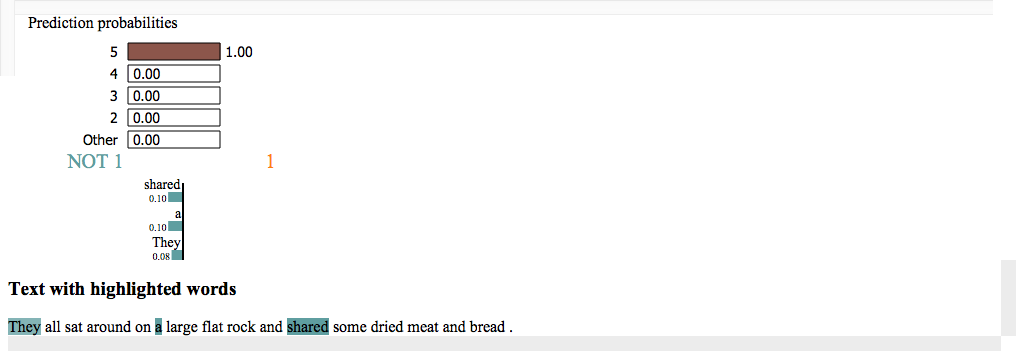 Prediction probabilities
5 1.00
4 0.00
3 0.00
2 0.00
Other 0.00
NOT 1 1
shared
0.10
a
0.10
They
0.08
Text with highlighted words
They all sat around on a large flat rock and shared some dried meat and bread .